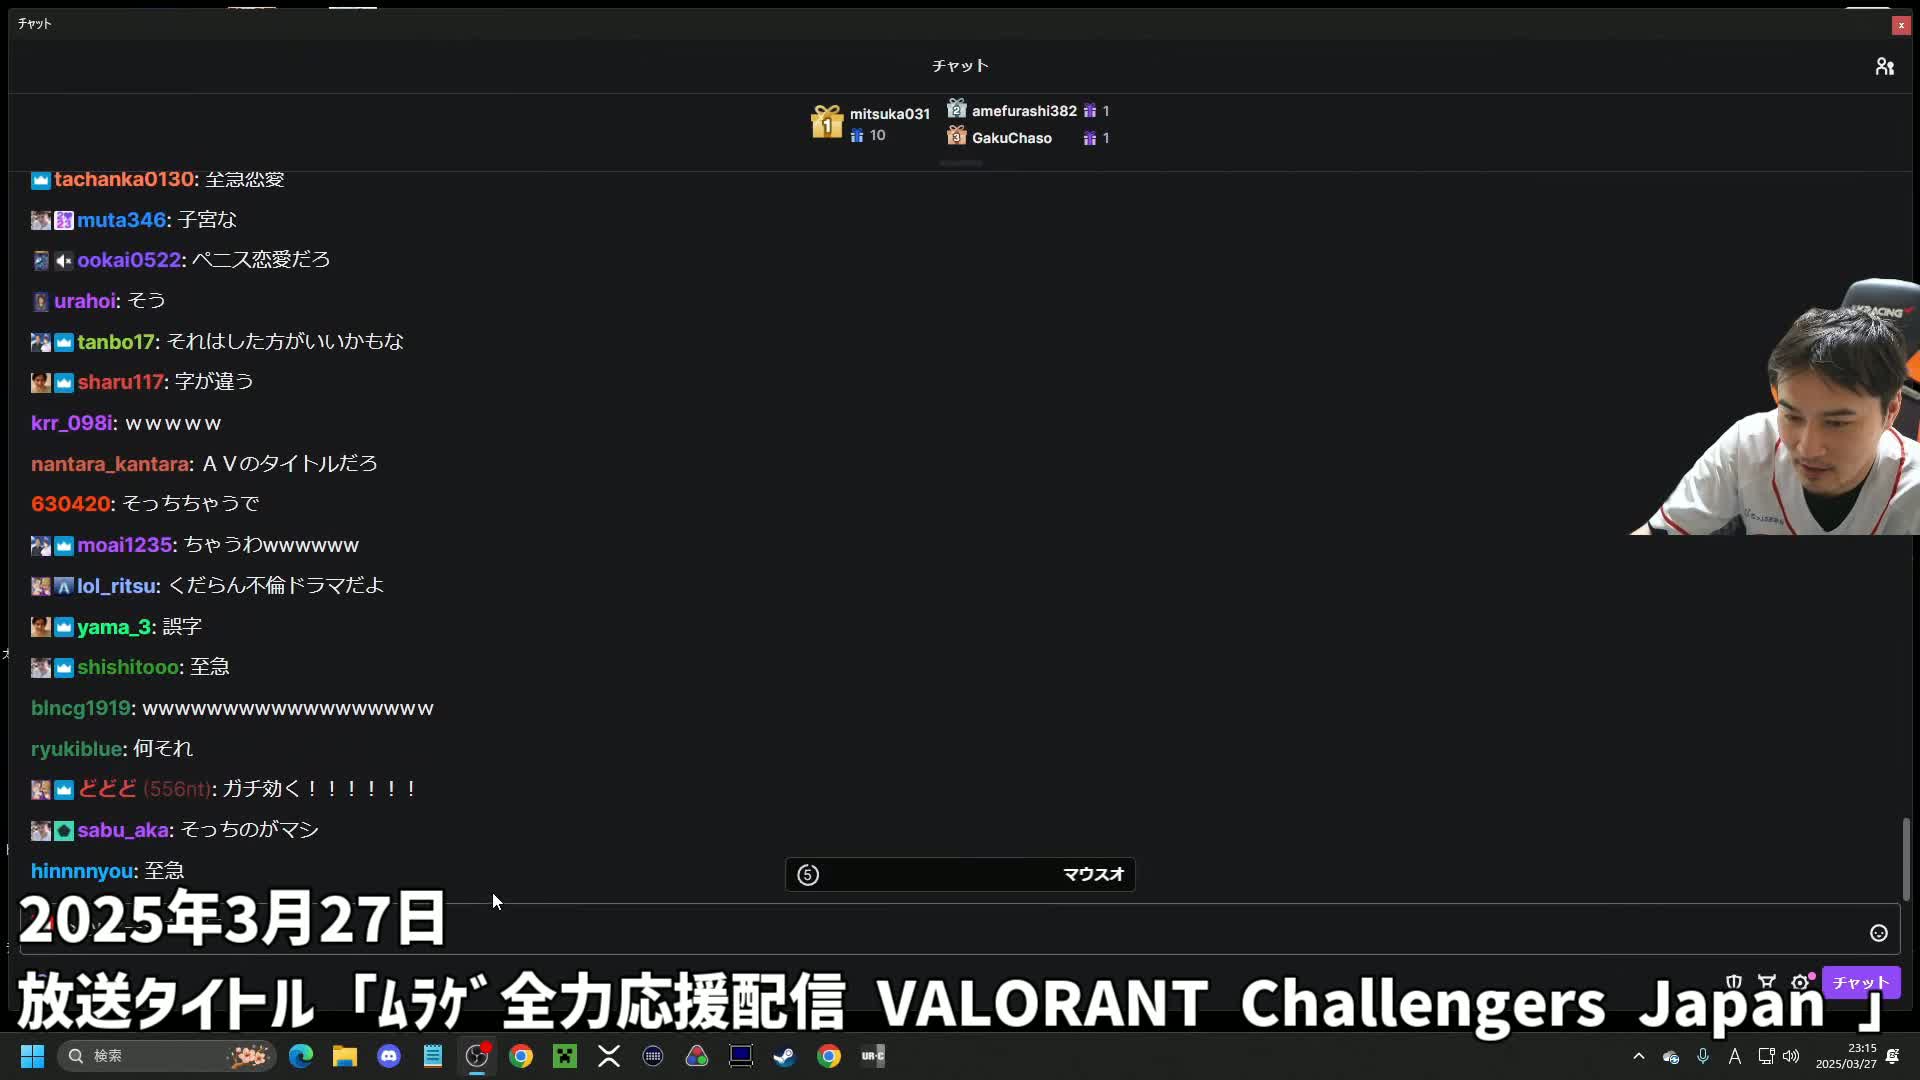 チャット
チャット
mitsuka031
10
amefurashi382 1
GakuChaso 1
tachanka0130: 至急恋愛
muta346: 子宮な
ookai0522: ペニス恋愛だろ
urahoi: そう
tanbo17: それはした方がいいかもな
sharu117: 字が違う
krr_098i: ｗｗｗｗｗ
nantara_kantara: ＡＶのタイトルだろ
630420: そっちちゃうで
moai1235: ちゃうわwwwwww
lol_ritsu: くだらん不倫ドラマだよ
yama_3: 誤字
shishitooo: 至急
blncg1919: wwwwwwwwwwwwwwwwww
ryukiblue: 何それ
どどど (556nt): ガチ効く！！！！！！
sabu_aka: そっちのがマシ
hinnnnyou: 至急
5 マウスオ
2025年3月27日
放送タイトル「ﾑﾗｹﾞ全力応援配信 VALORANT Challengers Japan 」
チャット
検索
UR-C
A
23:15
2025/03/27